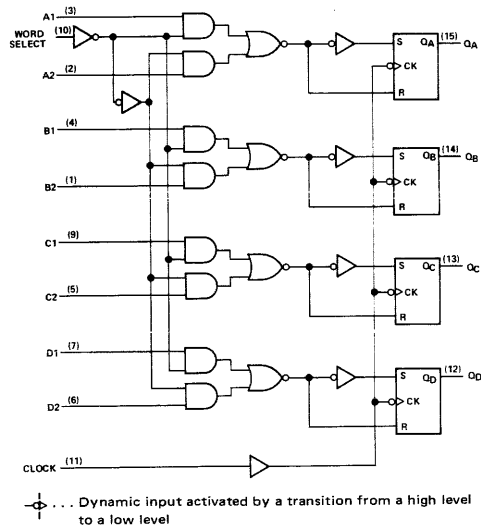 A1 (3)
WORD SELECT (10)
A2 (2)
S QA (15) QA
CK
R
B1 (4)
B2 (1)
S QB (14) QB
CK
R
C1 (9)
C2 (5)
S QC (13) QC
CK
R
D1 (7)
D2 (6)
S QD (12) QD
CK
R
CLOCK (11)
... Dynamic input activated by a transition from a high level
to a low level